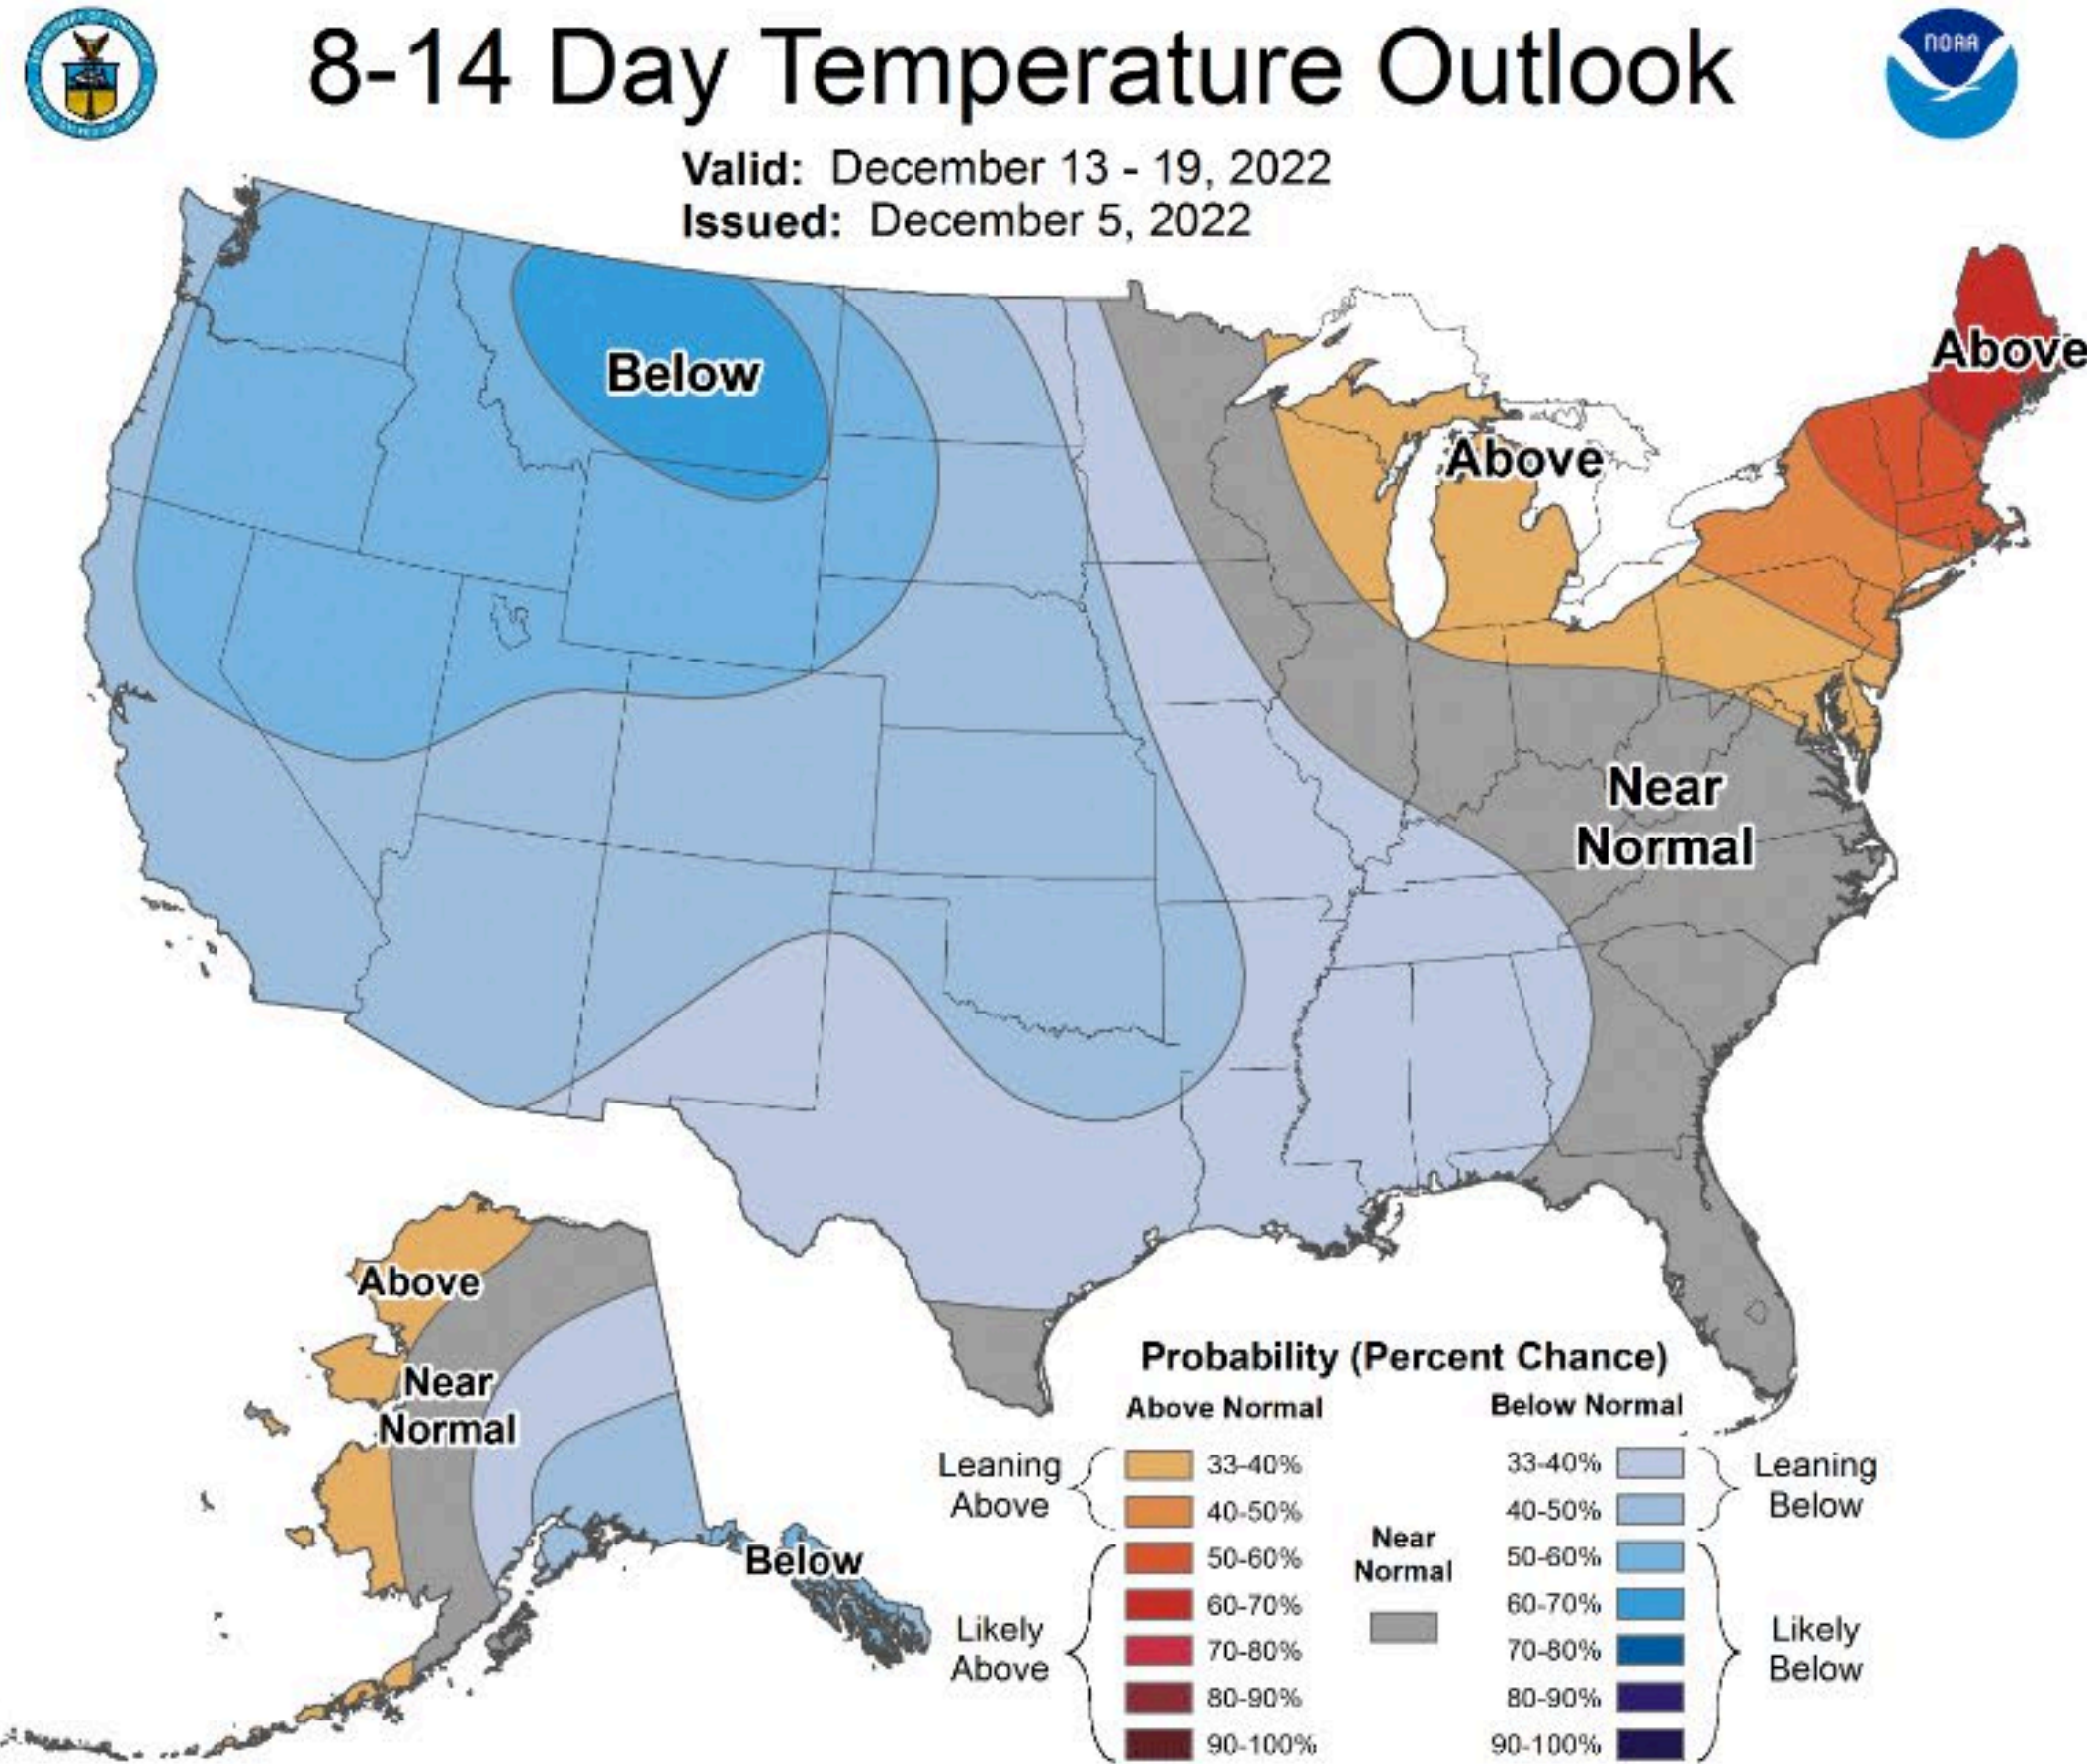 8-14 Day Temperature Outlook
NOAA
Valid: December 13 - 19, 2022
Issued: December 5, 2022
Below
Above
Above
Near
Normal
Above
Near
Normal
Below
Probability (Percent Chance)
Above Normal
Below Normal
Leaning
Above
33-40%
40-50%
Likely
Above
50-60%
60-70%
70-80%
80-90%
90-100%
Near
Normal
33-40%
40-50%
Leaning
Below
50-60%
60-70%
70-80%
80-90%
90-100%
Likely
Below